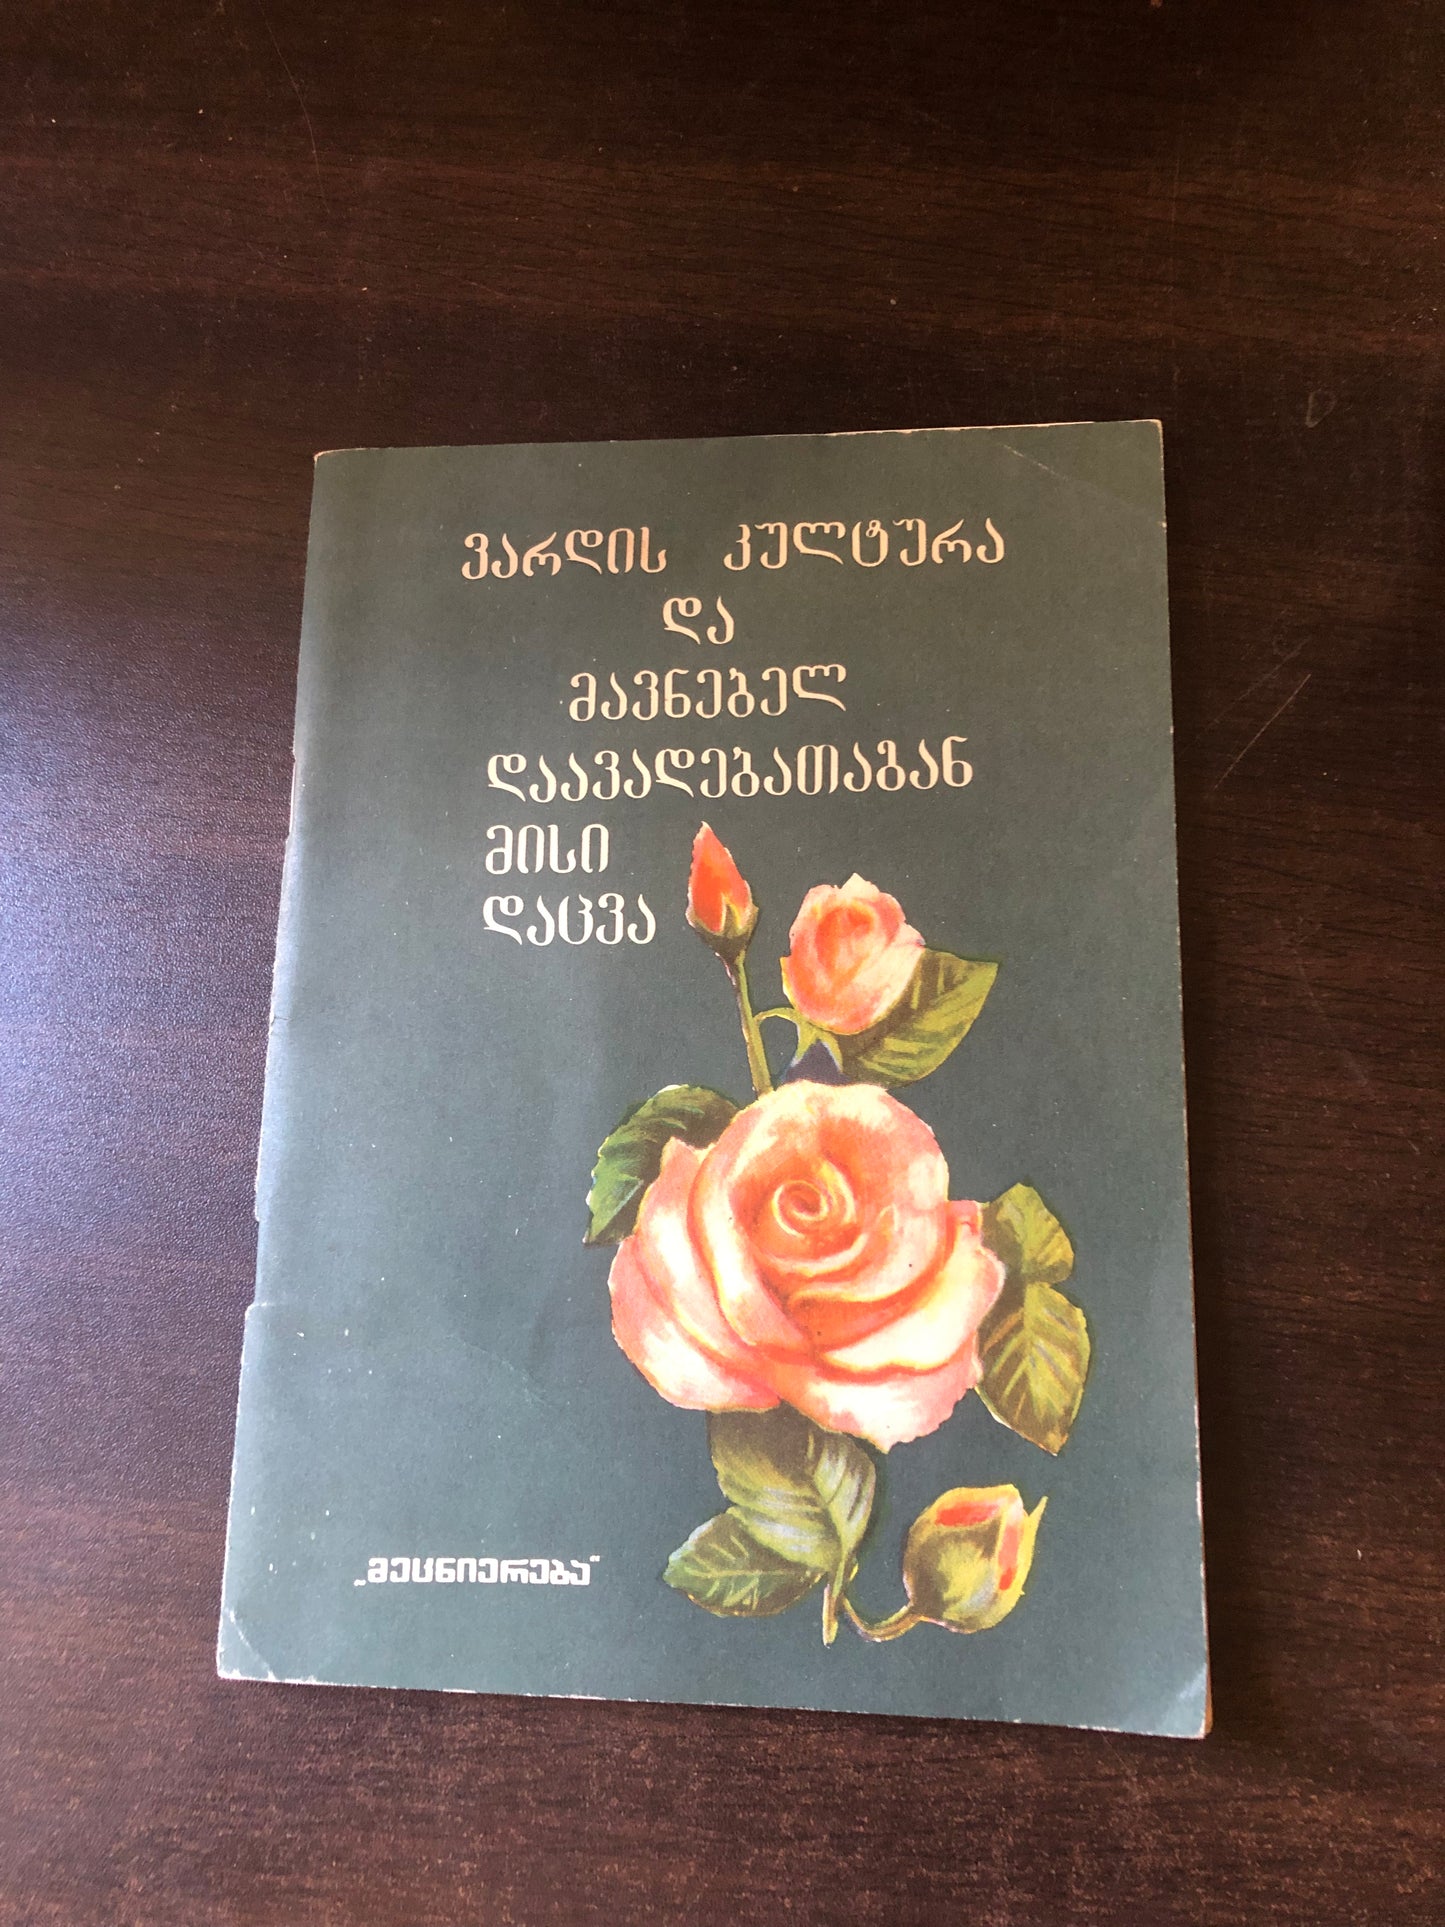 ვარდის კულტურა
და
მავნებელ
დაავადებათაგან
მისი
დაცვა
„მეცნიერება“